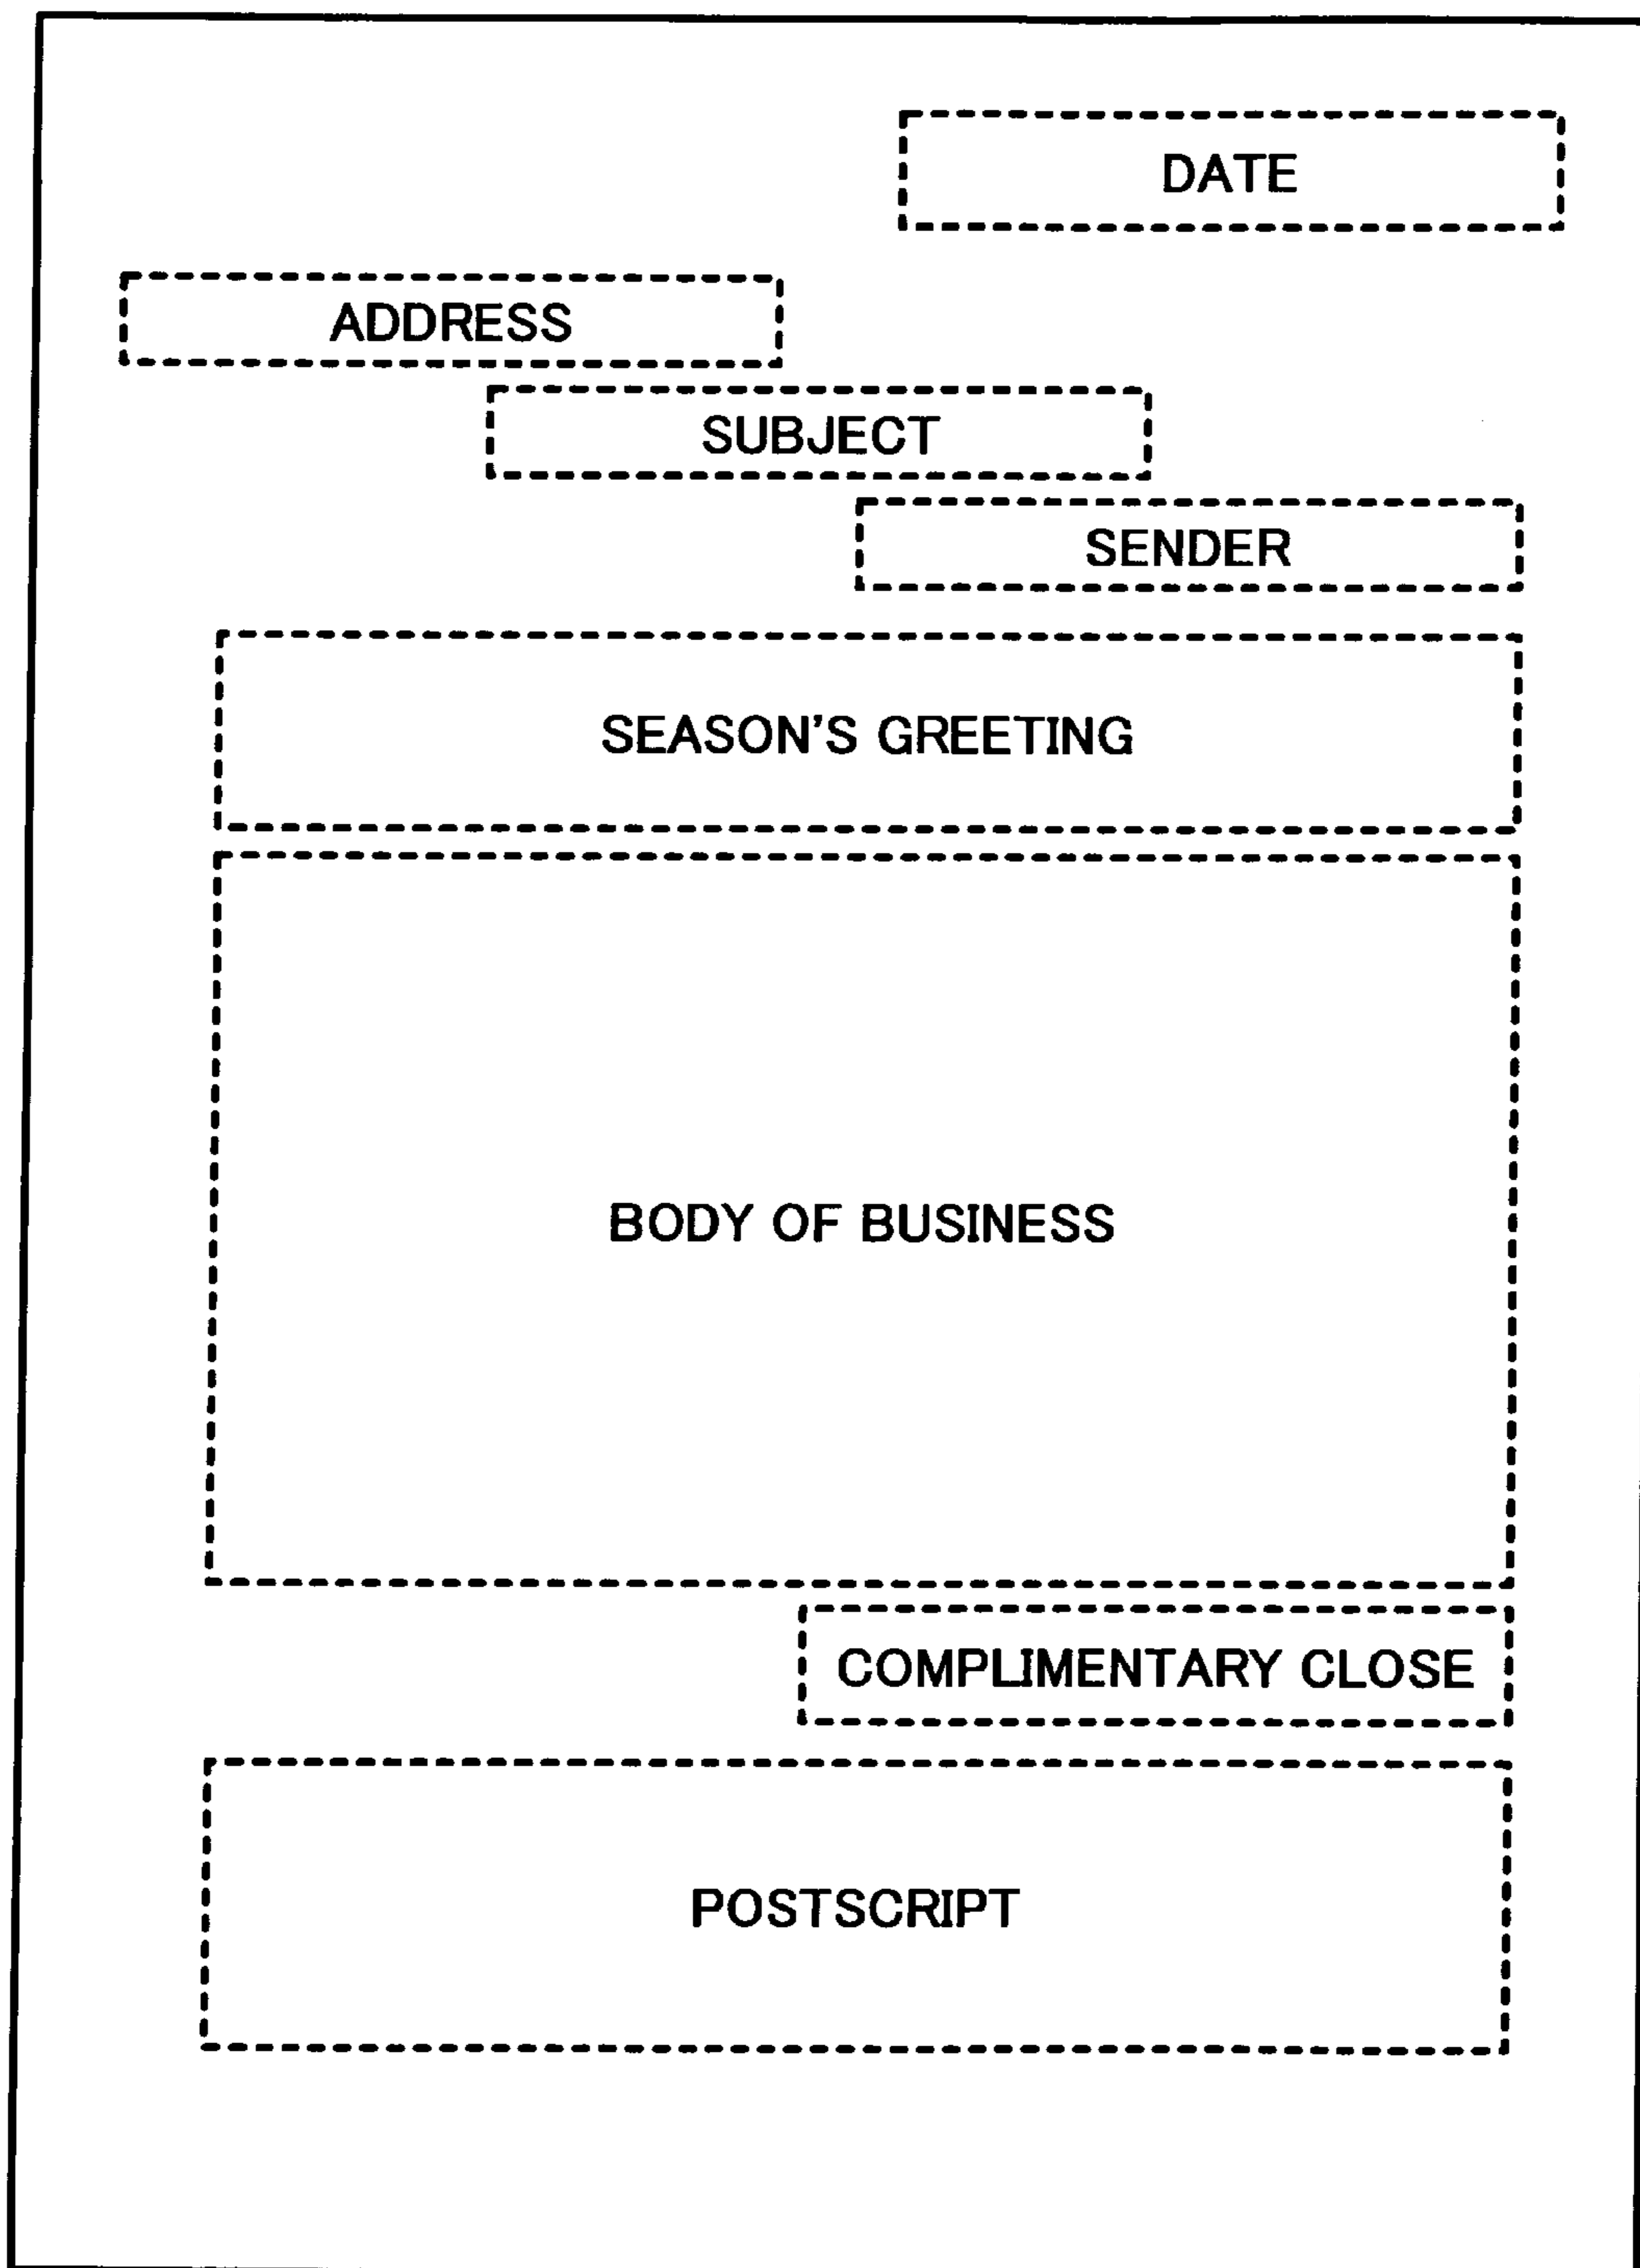 DATE
ADDRESS
SUBJECT
SENDER
SEASON'S GREETING
BODY OF BUSINESS
COMPLIMENTARY CLOSE
POSTSCRIPT